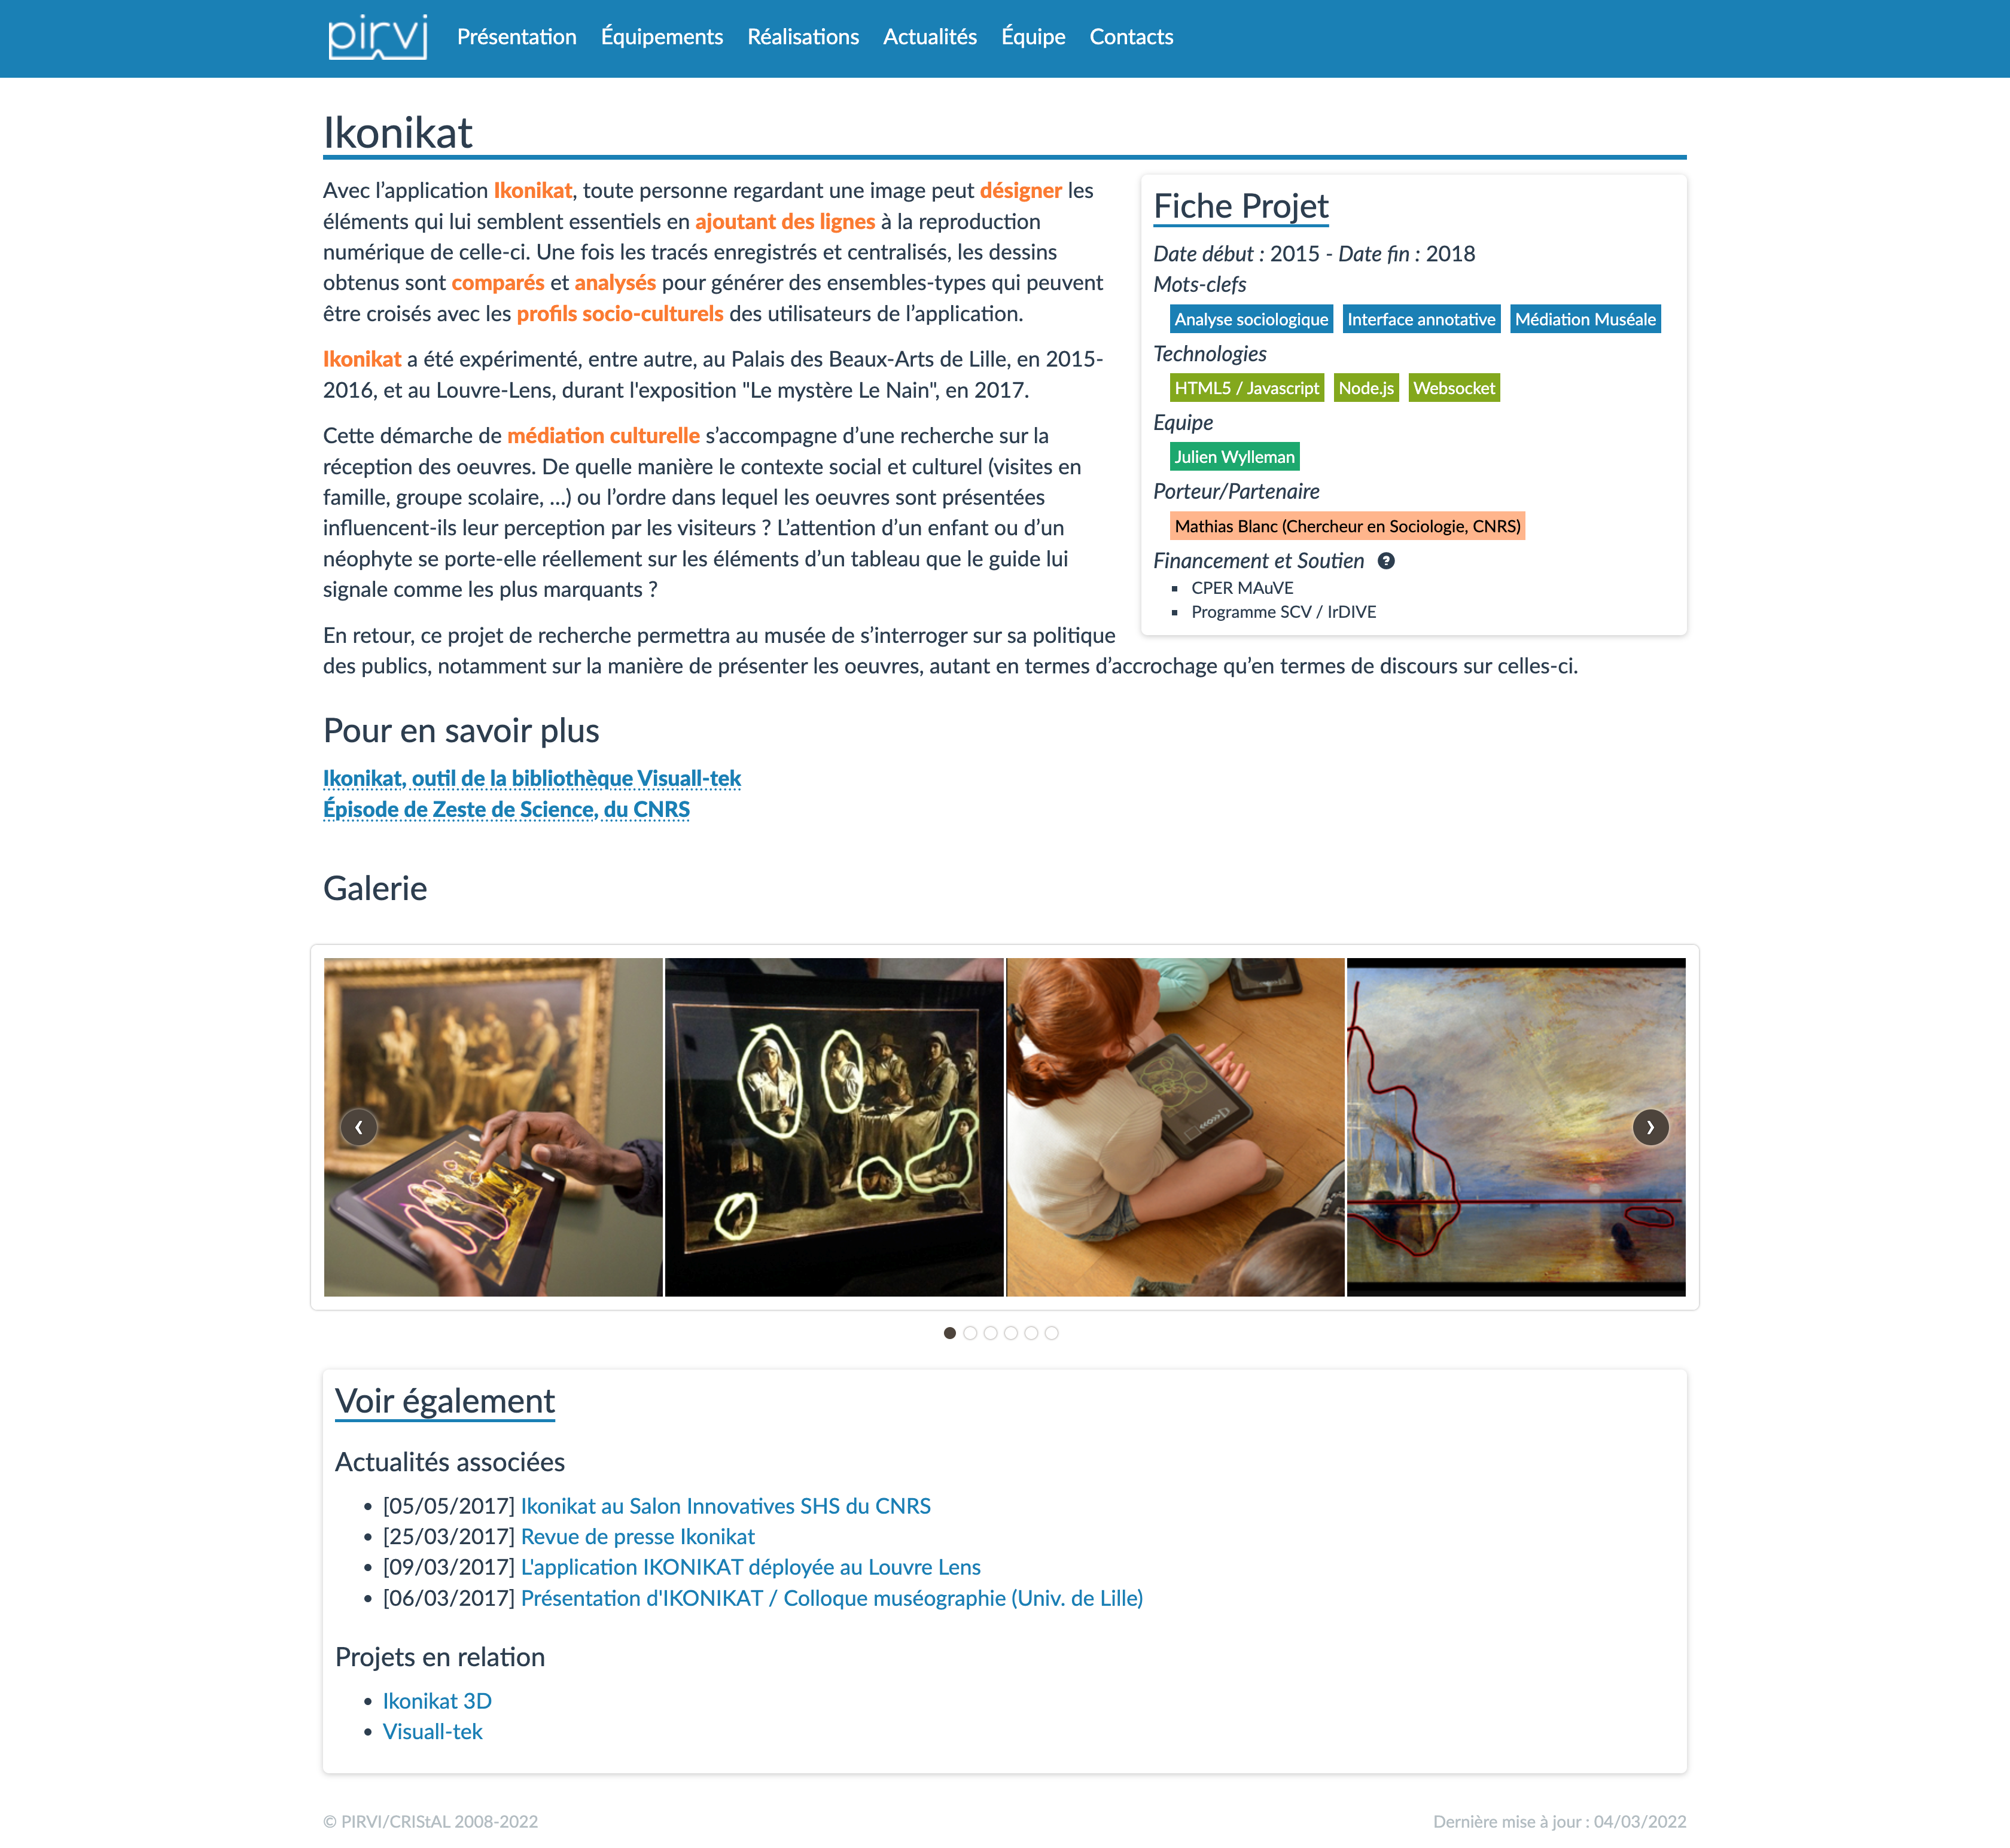 pirvi Présentation Équipements Réalisations Actualités Équipe Contacts
Ikonikat
Avec l’application Ikonikat, toute personne regardant une image peut désigner les
éléments qui lui semblent essentiels en ajoutant des lignes à la reproduction
numérique de celle-ci. Une fois les tracés enregistrés et centralisés, les dessins
obtenus sont comparés et analysés pour générer des ensembles-types qui peuvent
être croisés avec les profils socio-culturels des utilisateurs de l’application.
Ikonikat a été expérimenté, entre autre, au Palais des Beaux-Arts de Lille, en 2015-
2016, et au Louvre-Lens, durant l'exposition "Le mystère Le Nain", en 2017.
Cette démarche de médiation culturelle s’accompagne d’une recherche sur la
réception des oeuvres. De quelle manière le contexte social et culturel (visites en
famille, groupe scolaire, ...) ou l’ordre dans lequel les oeuvres sont présentées
influencent-ils leur perception par les visiteurs ? L’attention d’un enfant ou d’un
néophyte se porte-elle réellement sur les éléments d’un tableau que le guide lui
signale comme les plus marquants ?
En retour, ce projet de recherche permettra au musée de s’interroger sur sa politique
des publics, notamment sur la manière de présenter les oeuvres, autant en termes d’accrochage qu’en termes de discours sur celles-ci.
Fiche Projet
Date début : 2015 - Date fin : 2018
Mots-clefs
Analyse sociologique Interface annotative Médiation Muséale
Technologies
HTML5 / Javascript Node.js Websocket
Equipe
Julien Wylleman
Porteur/Partenaire
Mathias Blanc (Chercheur en Sociologie, CNRS)
Financement et Soutien ?
CPER MAuVE
Programme SCV / IrDIVE
Pour en savoir plus
Ikonikat, outil de la bibliothèque Visuall-tek
Épisode de Zeste de Science, du CNRS
Galerie
Voir également
Actualités associées
[05/05/2017] Ikonikat au Salon Innovatives SHS du CNRS
[25/03/2017] Revue de presse Ikonikat
[09/03/2017] L'application IKONIKAT déployée au Louvre Lens
[06/03/2017] Présentation d'IKONIKAT / Colloque muséographie (Univ. de Lille)
Projets en relation
Ikonikat 3D
Visuall-tek
© PIRVI/CRIStAL 2008-2022
Dernière mise à jour : 04/03/2022